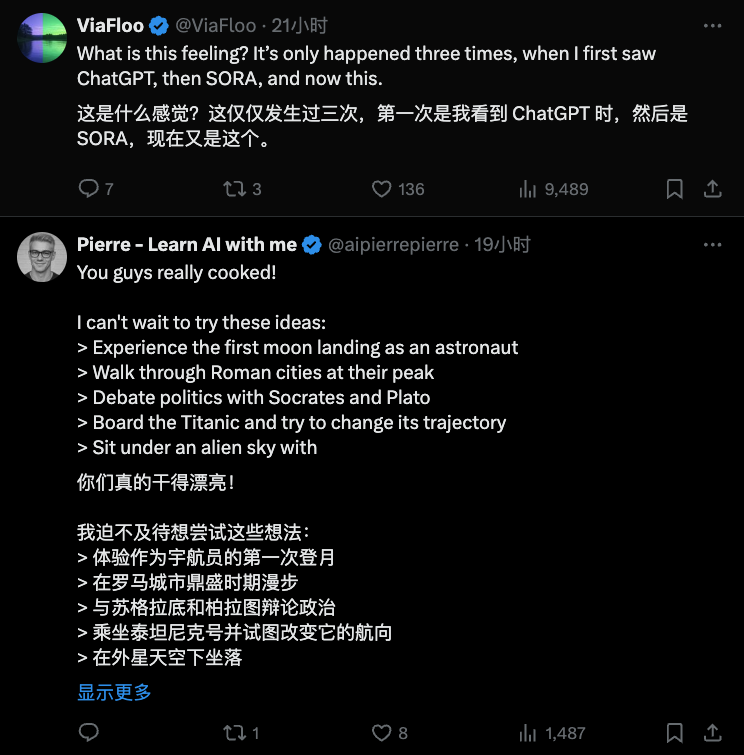 ViaFloo @ViaFloo · 21小时
What is this feeling? It’s only happened three times, when I first saw
ChatGPT, then SORA, and now this.
这是什么感觉？这仅仅发生过三次，第一次是我看到 ChatGPT 时，然后是
SORA，现在又是这个。
7 3 136 9,489
Pierre - Learn AI with me @aipierrepierre · 19小时
You guys really cooked!
I can't wait to try these ideas:
> Experience the first moon landing as an astronaut
> Walk through Roman cities at their peak
> Debate politics with Socrates and Plato
> Board the Titanic and try to change its trajectory
> Sit under an alien sky with
你们真的干得漂亮！
我迫不及待想尝试这些想法：
> 体验作为宇航员的第一次登月
> 在罗马城市鼎盛时期漫步
> 与苏格拉底和柏拉图辩论政治
> 乘坐泰坦尼克号并试图改变它的航向
> 在外星天空下坐落
显示更多
1 8 1,487